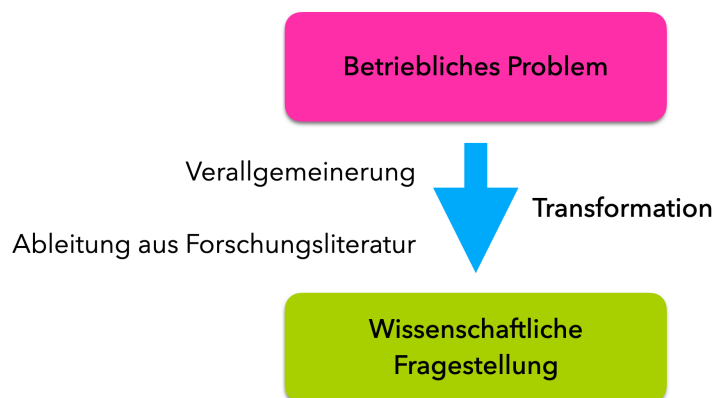 Betriebliches Problem
Verallgemeinerung
Transformation
Ableitung aus Forschungsliteratur
Wissenschaftliche
Fragestellung